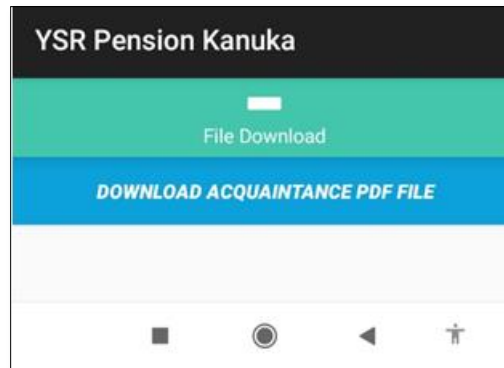 YSR Pension Kanuka
File Download
DOWNLOAD ACQUAINTANCE PDF FILE